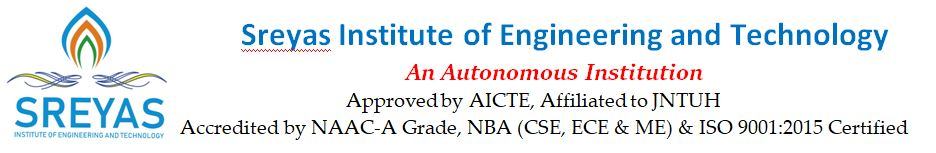 Sreyas Institute of Engineering and Technology
An Autonomous Institution
Approved by AICTE, Affiliated to JNTUH
Accredited by NAAC-A Grade, NBA (CSE, ECE & ME) & ISO 9001:2015 Certified
SREYAS
INSTITUTE OF ENGINEERING AND TECHNOLOGY